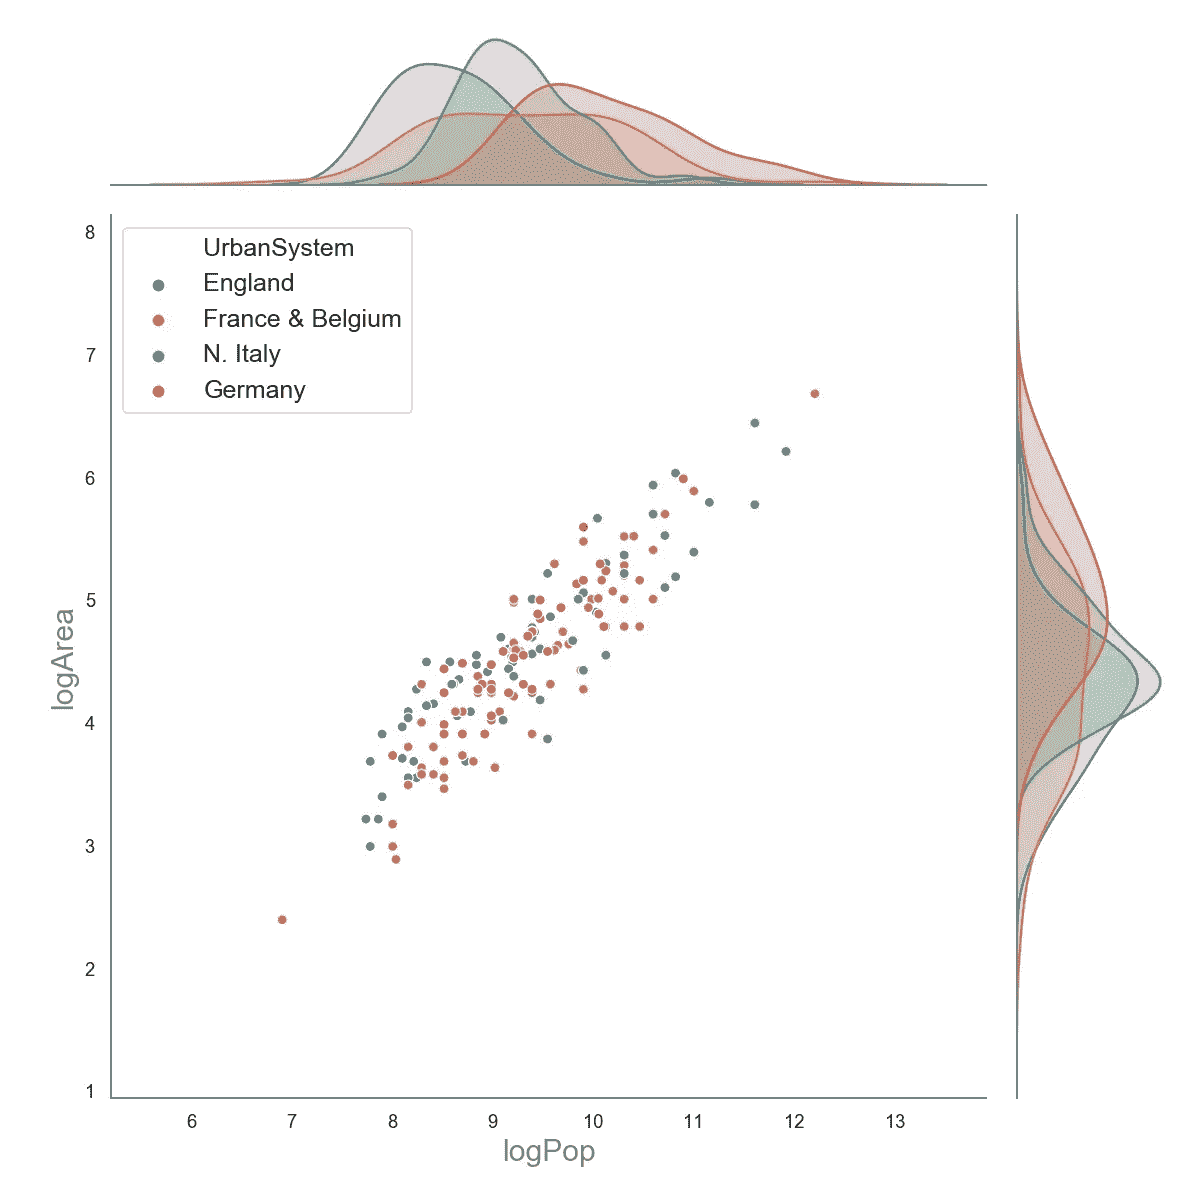 UrbanSystem
England
France & Belgium
N. Italy
Germany
8
7
6
5
4
3
2
1
logArea
6 7 8 9 10 11 12 13
logPop